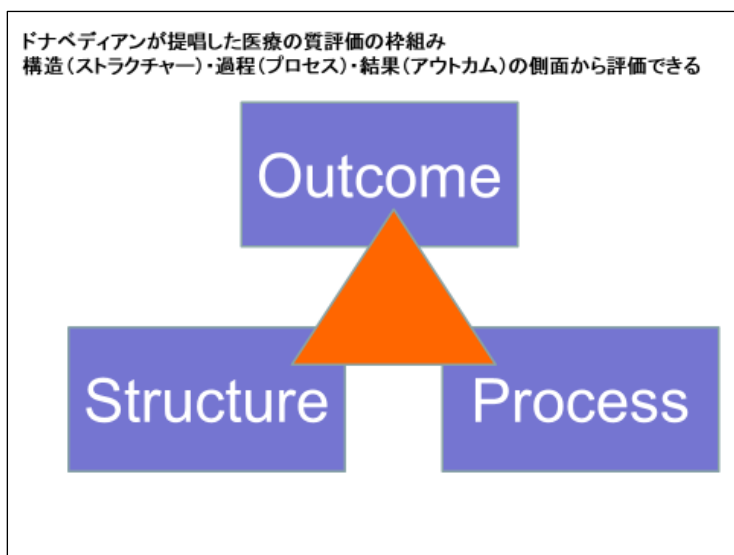 ドナベディアンが提唱した医療の質評価の枠組み
構造(ストラクチャー)・過程(プロセス)・結果(アウトカム)の側面から評価できる
Outcome
Structure
Process